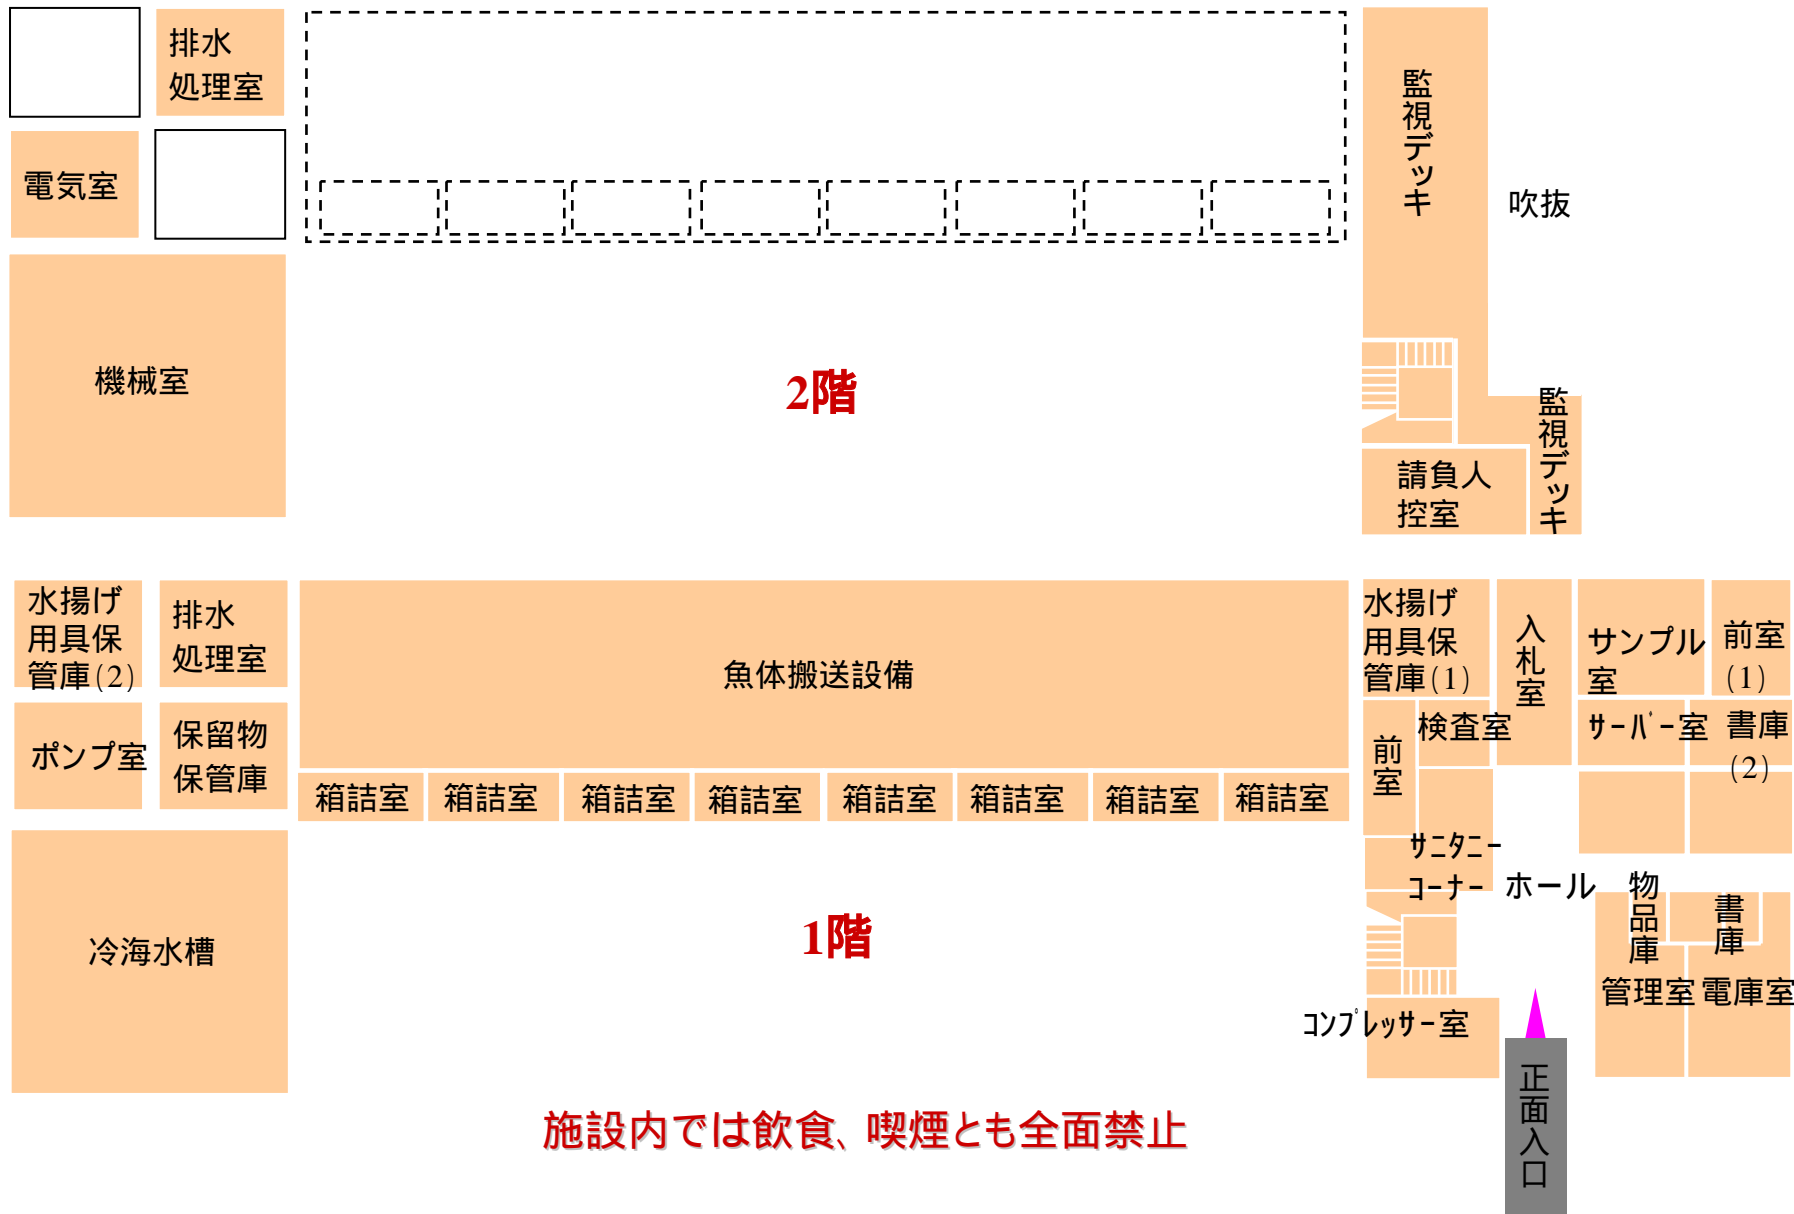 排水
処理室
電気室
機械室
2階
監視デッキ
吹抜
監視デッキ
請負人
控室
水揚げ
用具保
管庫(2)
排水
処理室
ポンプ室
保留物
保管庫
冷海水槽
魚体搬送設備
箱詰室
箱詰室
箱詰室
箱詰室
箱詰室
箱詰室
箱詰室
箱詰室
1階
水揚げ
用具保
管庫(1)
入札室
サンプル
室
前室
(1)
検査室
前室
ｻｰﾊﾞｰ室
書庫
(2)
ｻﾆﾀﾆｰ
ｺｰﾅｰ
ホール
物品庫
書庫
管理室
電庫室
ｺﾝﾌﾟﾚｯｻｰ室
正面入口
施設内では飲食、喫煙とも全面禁止